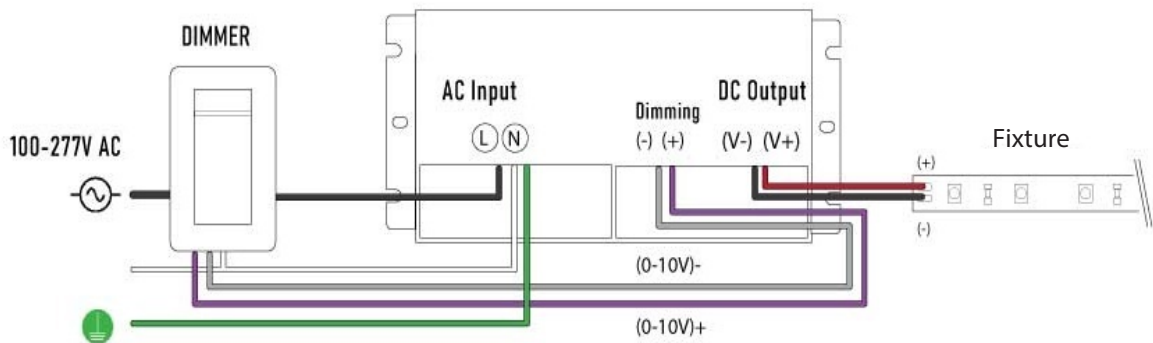 DIMMER
100-277V AC
AC Input
L N
Dimming
(-) (+)
DC Output
(V-) (V+)
Fixture
(+)
(-)
(0-10V)-
(0-10V)+